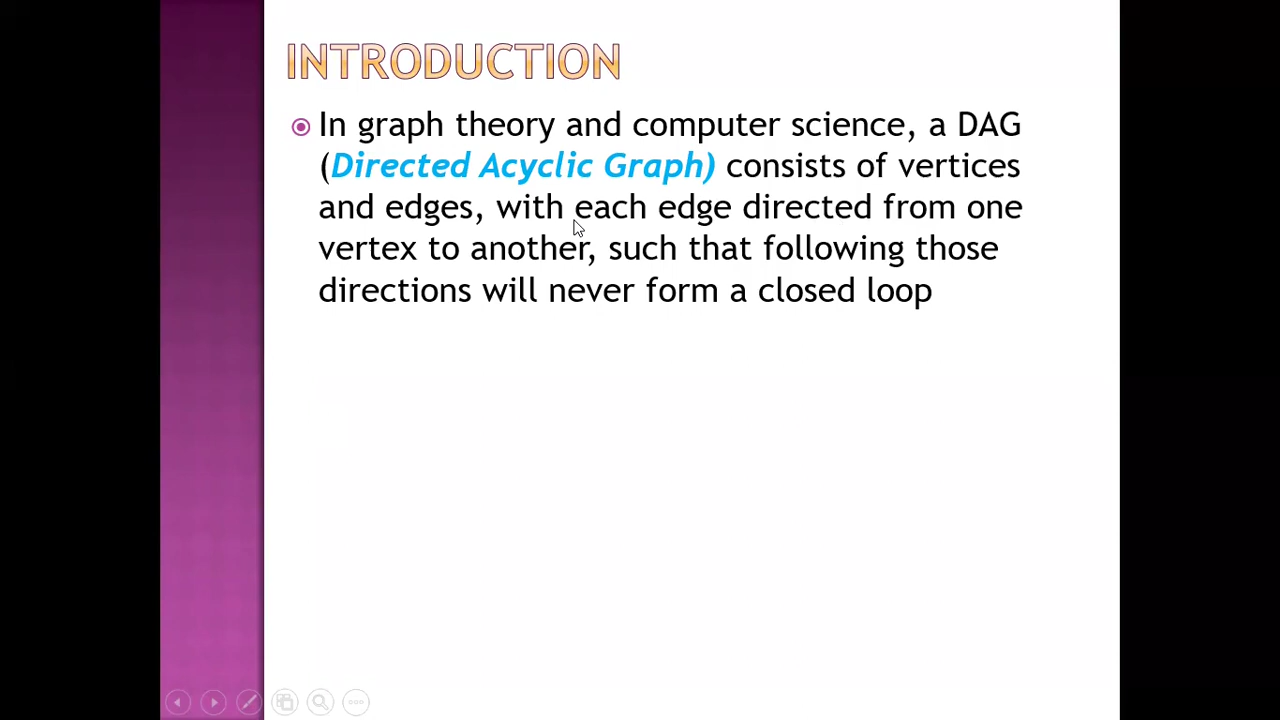 INTRODUCTION
In graph theory and computer science, a DAG
(Directed Acyclic Graph) consists of vertices
and edges, with each edge directed from one
vertex to another, such that following those
directions will never form a closed loop